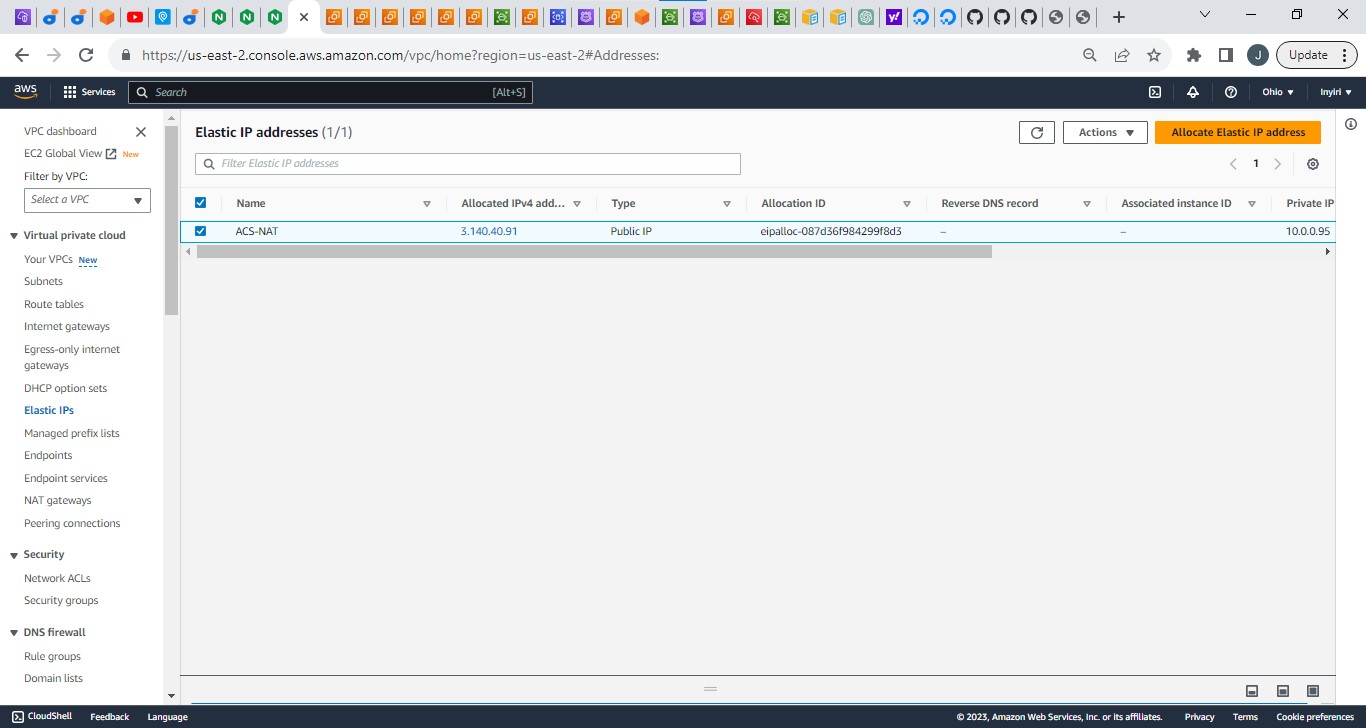 https://us-east-2.console.aws.amazon.com/vpc/home?region=us-east-2#Addresses:
J
Update
aws
Services
Search
[Alt+S]
Ohio
Inyiri
VPC dashboard
EC2 Global View New
Filter by VPC:
Select a VPC
Virtual private cloud
Your VPCs New
Subnets
Route tables
Internet gateways
Egress-only internet
gateways
DHCP option sets
Elastic IPs
Managed prefix lists
Endpoints
Endpoint services
NAT gateways
Peering connections
Security
Network ACLs
Security groups
DNS firewall
Rule groups
Domain lists
Elastic IP addresses (1/1)
Actions
Allocate Elastic IP address
Filter Elastic IP addresses
1
Name Allocated IPv4 add... Type Allocation ID Reverse DNS record Associated instance ID Private IP
ACS-NAT 3.140.40.91 Public IP eipalloc-087d36f984299f8d3 – – 10.0.0.95
CloudShell Feedback Language
© 2023, Amazon Web Services, Inc. or its affiliates. Privacy Terms Cookie preferences